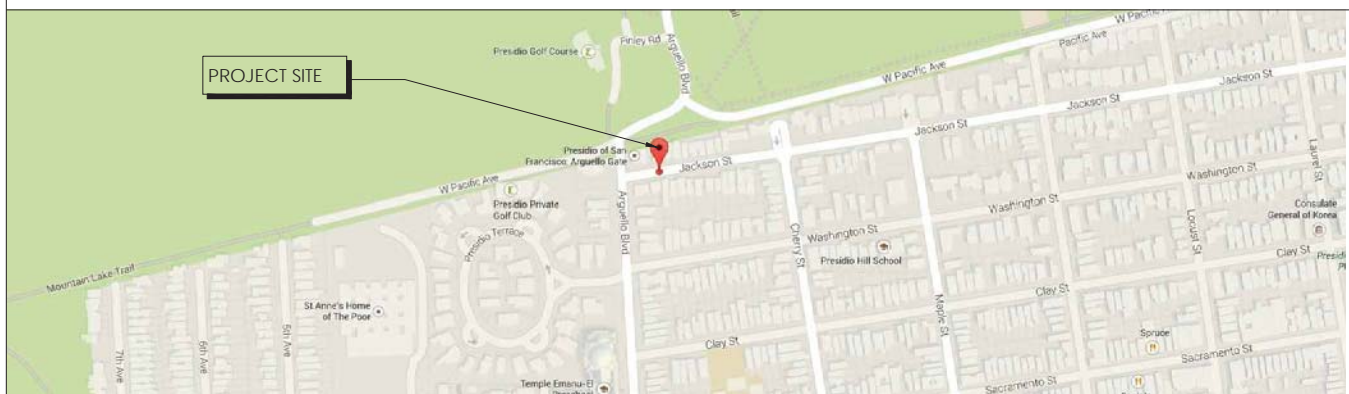 PROJECT SITE
Presidio Golf Course
Finley Rd
Arguello Blvd
W Pacific Ave
W Pacific
Pacific Ave
Jackson St
Jackson St
Jackson St
Jackson St
Presidio of San
Francisco: Arguello Gate
W Pacific Ave
Presidio Private
Golf Club
Presidio Terrace
Arguello Blvd
Cherry St
Maple St
Locust St
Laurel St
Washington St
Washington St
Washington St
Consulate
General of Korea
Presidio Hill School
Clay St
Clay St
Clay St
Mountain Lake Trail
St Anne's Home
of The Poor
7th Ave
6th Ave
5th Ave
Temple Emanu-El
Preschool
Spruce
Sacramento St
Sacramento St